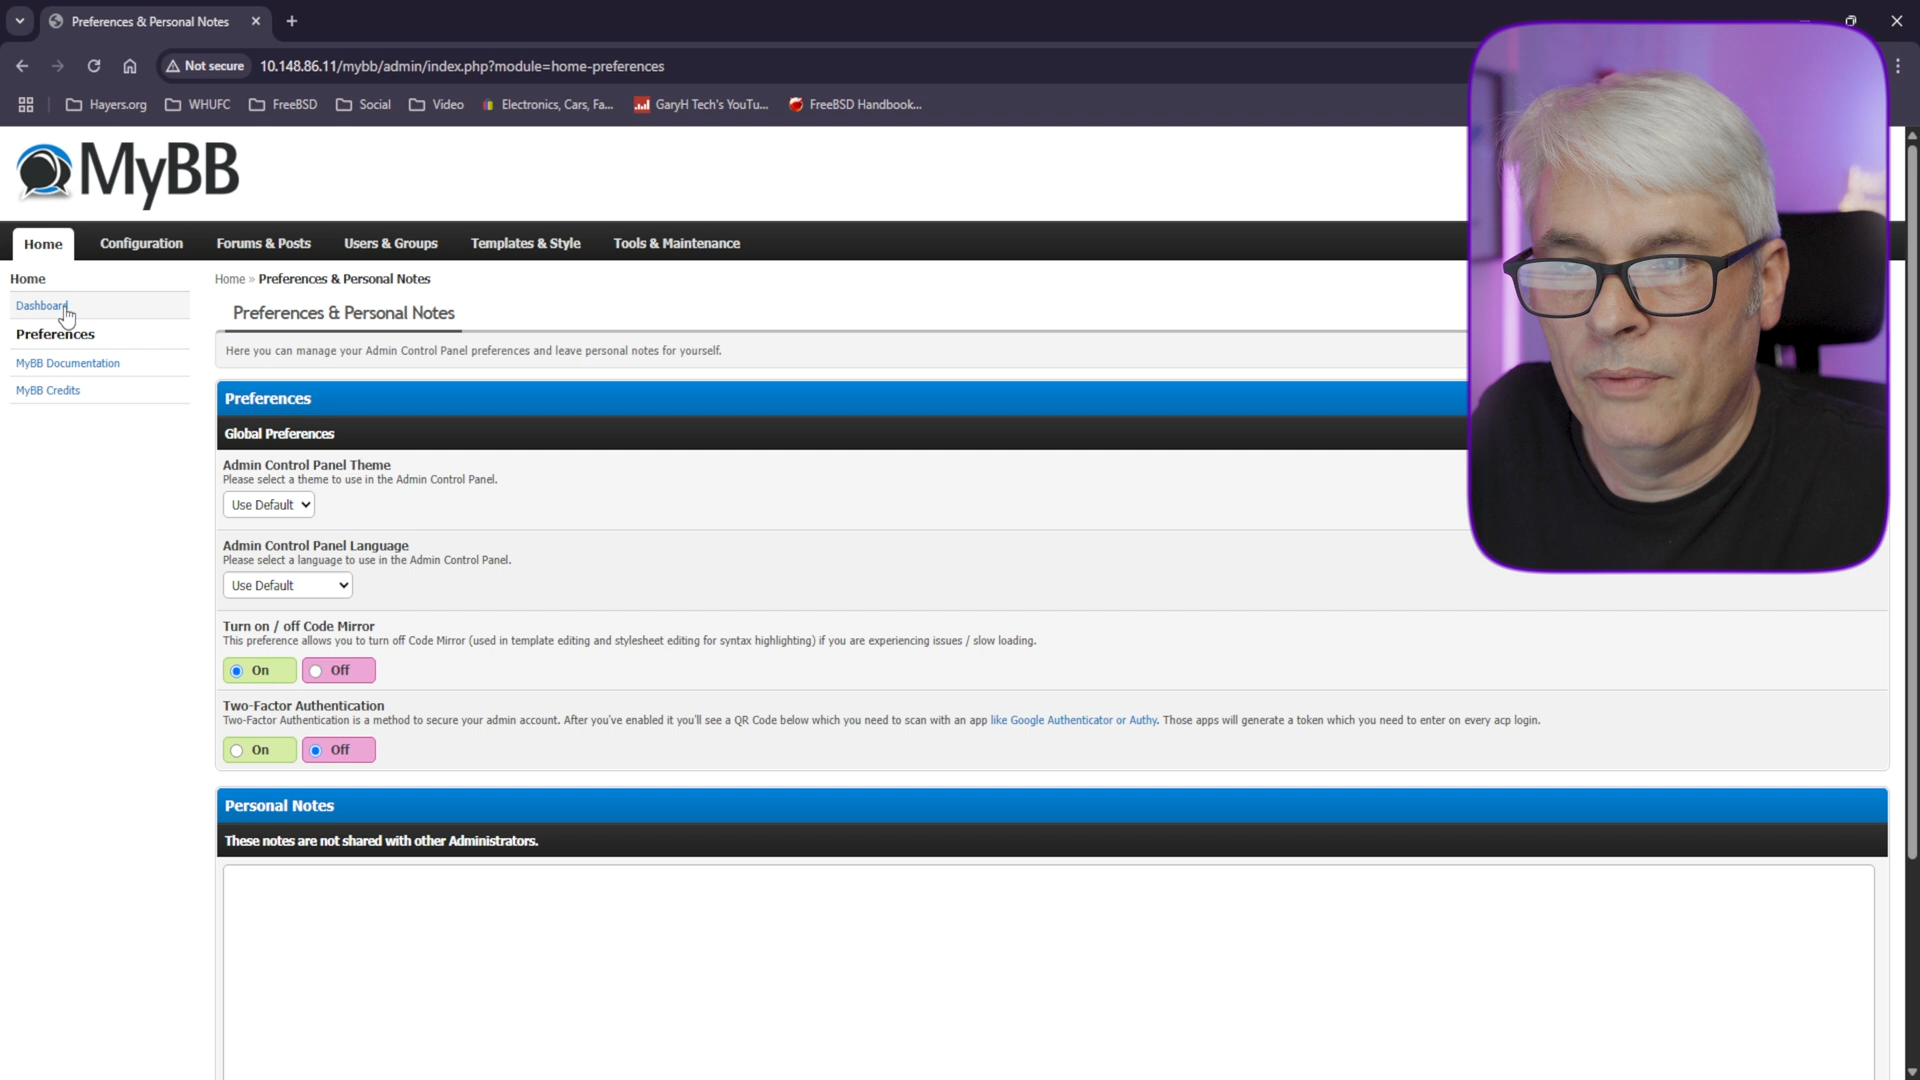 Preferences & Personal Notes
Not secure
10.148.86.11/mybb/admin/index.php?module=home-preferences
Hayers.org
WHUFC
FreeBSD
Social
Video
Electronics, Cars, Fa...
GaryH Tech's YouTu...
FreeBSD Handbook...
MyBB
Home
Configuration
Forums & Posts
Users & Groups
Templates & Style
Tools & Maintenance
Home
Dashboard
Preferences
MyBB Documentation
MyBB Credits
Home » Preferences & Personal Notes
Preferences & Personal Notes
Here you can manage your Admin Control Panel preferences and leave personal notes for yourself.
Preferences
Global Preferences
Admin Control Panel Theme
Please select a theme to use in the Admin Control Panel.
Use Default
Admin Control Panel Language
Please select a language to use in the Admin Control Panel.
Use Default
Turn on / off Code Mirror
This preference allows you to turn off Code Mirror (used in template editing and stylesheet editing for syntax highlighting) if you are experiencing issues / slow loading.
On
Off
Two-Factor Authentication
Two-Factor Authentication is a method to secure your admin account. After you've enabled it you'll see a QR Code below which you need to scan with an app like Google Authenticator or Authy. Those apps will generate a token which you need to enter on every acp login.
On
Off
Personal Notes
These notes are not shared with other Administrators.